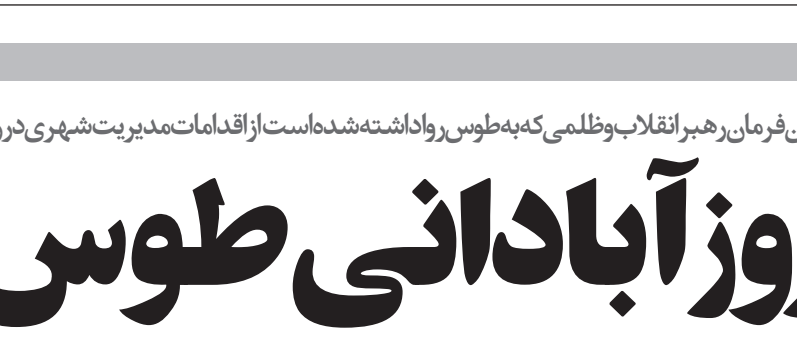 ن فرمان رهبر انقلاب و ظلمی که به طوس روا داشته شده است از اقدامات مدیریت شهری در رو
روز آبادانی طوس